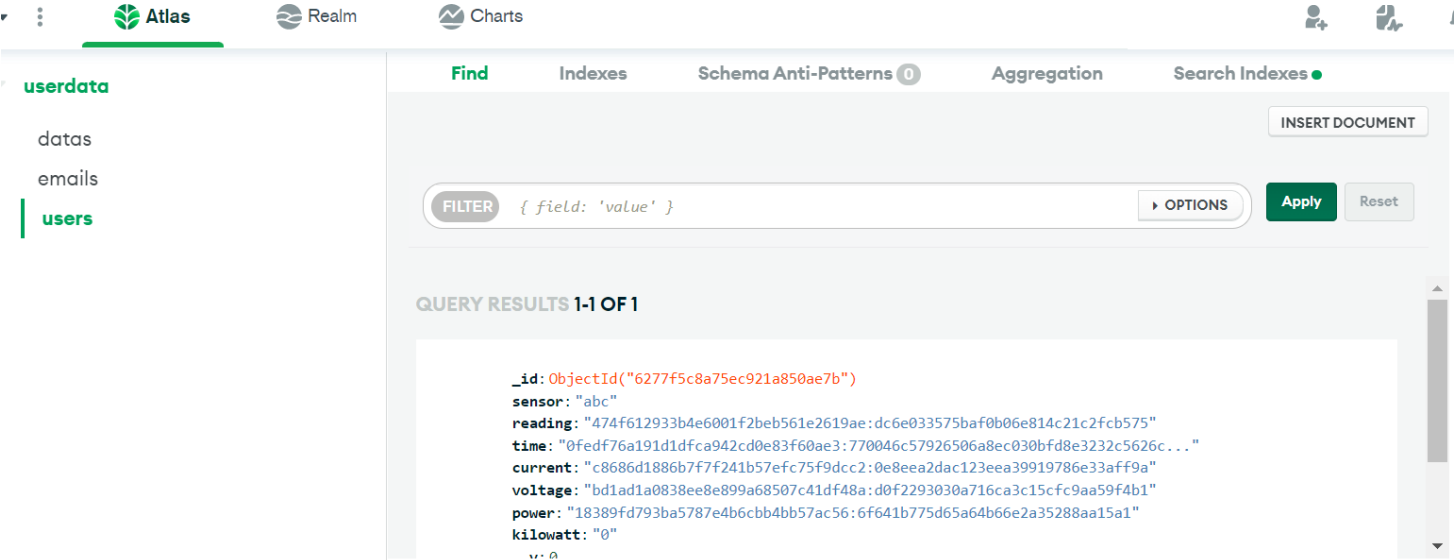 Atlas Realm Charts
userdata
datas
emails
users
Find Indexes Schema Anti-Patterns 0 Aggregation Search Indexes
INSERT DOCUMENT
FILTER { field: 'value' } OPTIONS Apply Reset
QUERY RESULTS 1-1 OF 1
_id: ObjectId("6277f5c8a75ec921a850ae7b")
sensor: "abc"
reading: "474f612933b4e6001f2beb561e2619ae:dc6e033575baf0b06e814c21c2fcb575"
time: "0fedf76a191d1dfca942cd0e83f60ae3:770046c57926506a8ec030bfd8e3232c5626c..."
current: "c8686d1886b7f7f241b57efc75f9dcc2:0e8eea2dac123eea39919786e33aff9a"
voltage: "bd1ad1a0838ee8e899a68507c41df48a:d0f2293030a716ca3c15cfc9aa59f4b1"
power: "18389fd793ba5787e4b6cbb4bb57ac56:6f641b775d65a64b66e2a35288aa15a1"
kilowatt: "0"
__v: 0